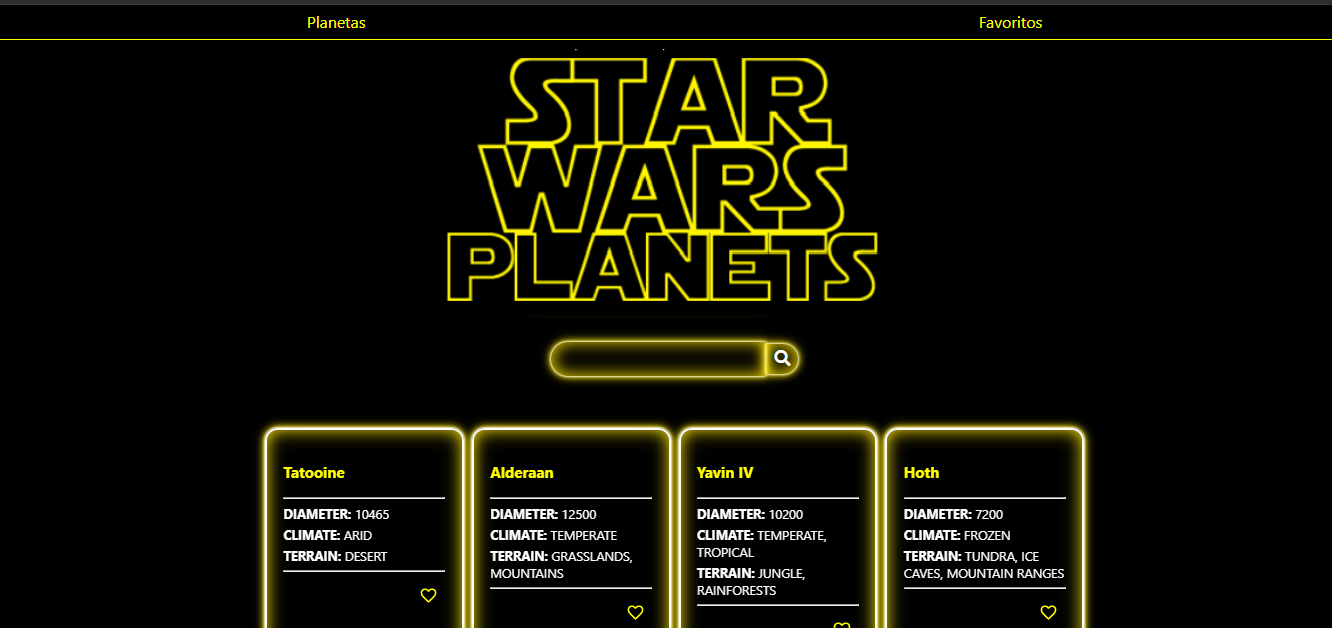 Planetas
Favoritos
STAR
WARS
PLANETS
Tatooine
DIAMETER: 10465
CLIMATE: ARID
TERRAIN: DESERT
Alderaan
DIAMETER: 12500
CLIMATE: TEMPERATE
TERRAIN: GRASSLANDS,
MOUNTAINS
Yavin IV
DIAMETER: 10200
CLIMATE: TEMPERATE,
TROPICAL
TERRAIN: JUNGLE,
RAINFORESTS
Hoth
DIAMETER: 7200
CLIMATE: FROZEN
TERRAIN: TUNDRA, ICE
CAVES, MOUNTAIN RANGES